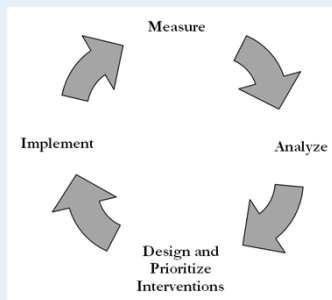 Measure
Analyze
Design and
Prioritize
Interventions
Implement